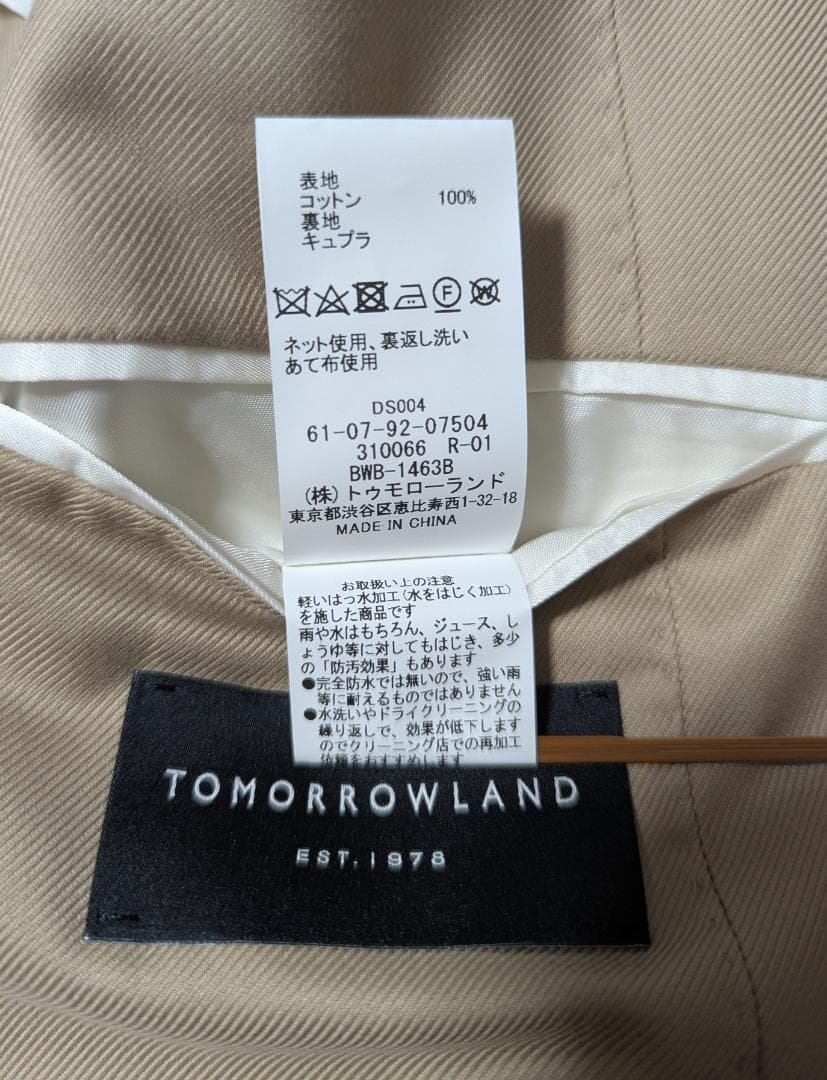 表地
コットン 100%
裏地
キュプラ
F W
ネット使用、裏返し洗い
あて布使用
DS004
61-07-92-07504
310066 R-01
BWB-1463B
(株)トゥモローランド
東京都渋谷区恵比寿西1-32-18
MADE IN CHINA
お取扱い上の注意
軽いはっ水加工(水をはじく加工)
を施した商品です
雨や水はもちろん、ジュース、し
ょうゆ等に対してもはじき、多少
の「防汚効果」もあります
●完全防水では無いので、強い雨
等に耐えるものではありません
●水洗いやドライクリーニングの
繰り返しで、効果が低下します
のでクリーニング店での再加工
依頼をおすすめします
TOMORROWLAND
EST. 1978